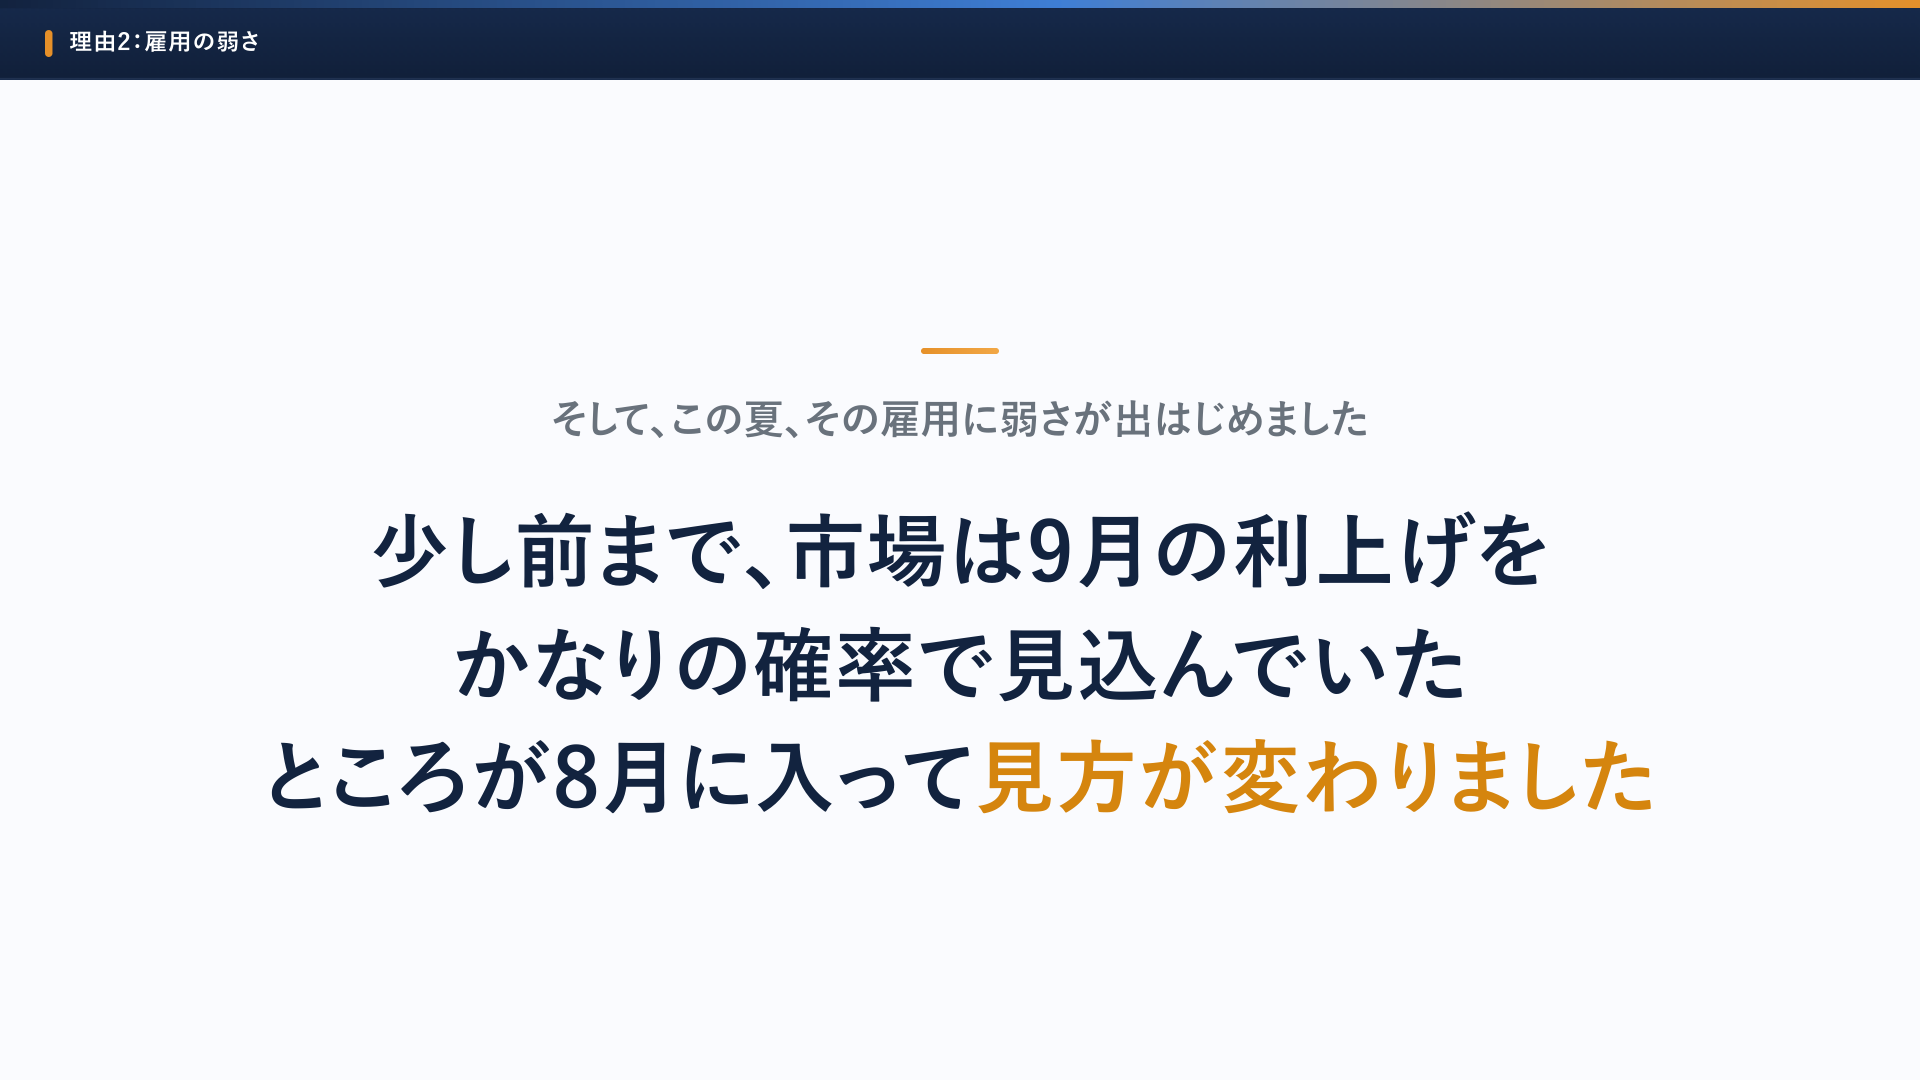 理由2：雇用の弱さ
そして、この夏、その雇用に弱さが出はじめました
少し前まで、市場は9月の利上げを
かなりの確率で見込んでいた
ところが8月に入って見方が変わりました